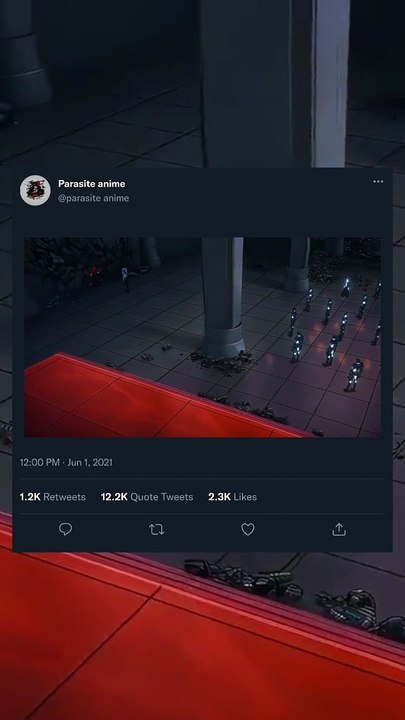 Parasite anime
@parasite anime
12:00 PM · Jun 1, 2021
1.2K Retweets 12.2K Quote Tweets 2.3K Likes